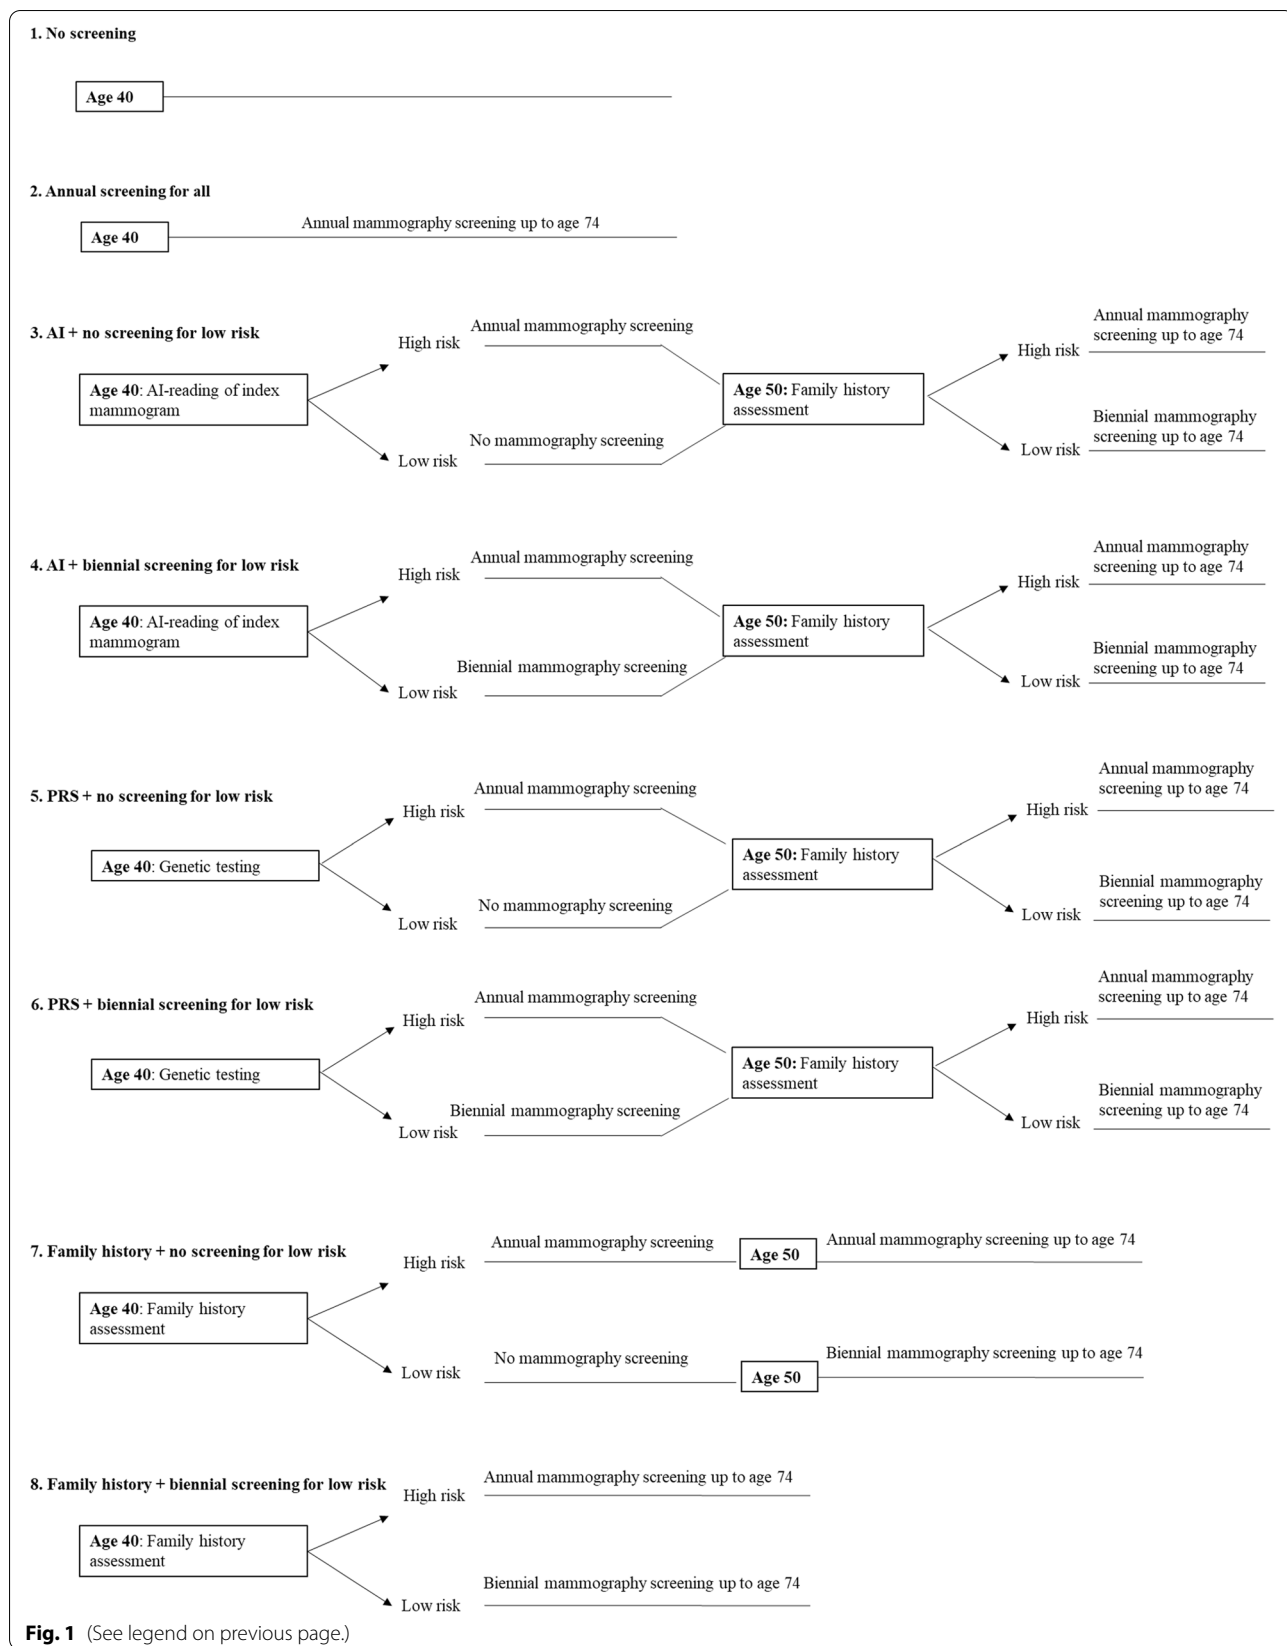 1. No screening
Age 40
2. Annual screening for all
Annual mammography screening up to age 74
Age 40
3. AI + no screening for low risk
Age 40: AI-reading of index
mammogram
High risk
Annual mammography screening
Low risk
No mammography screening
Age 50: Family history
assessment
High risk
Annual mammography
screening up to age 74
Low risk
Biennial mammography
screening up to age 74
4. AI + biennial screening for low risk
Age 40: AI-reading of index
mammogram
High risk
Annual mammography screening
Low risk
Biennial mammography screening
Age 50: Family history
assessment
High risk
Annual mammography
screening up to age 74
Low risk
Biennial mammography
screening up to age 74
5. PRS + no screening for low risk
Age 40: Genetic testing
High risk
Annual mammography screening
Low risk
No mammography screening
Age 50: Family history
assessment
High risk
Annual mammography
screening up to age 74
Low risk
Biennial mammography
screening up to age 74
6. PRS + biennial screening for low risk
Age 40: Genetic testing
High risk
Annual mammography screening
Low risk
Biennial mammography screening
Age 50: Family history
assessment
High risk
Annual mammography
screening up to age 74
Low risk
Biennial mammography
screening up to age 74
7. Family history + no screening for low risk
Age 40: Family history
assessment
High risk
Annual mammography screening
Age 50
Annual mammography screening up to age 74
Low risk
No mammography screening
Age 50
Biennial mammography screening up to age 74
8. Family history + biennial screening for low risk
Age 40: Family history
assessment
High risk
Annual mammography screening up to age 74
Low risk
Biennial mammography screening up to age 74
Fig. 1 (See legend on previous page.)